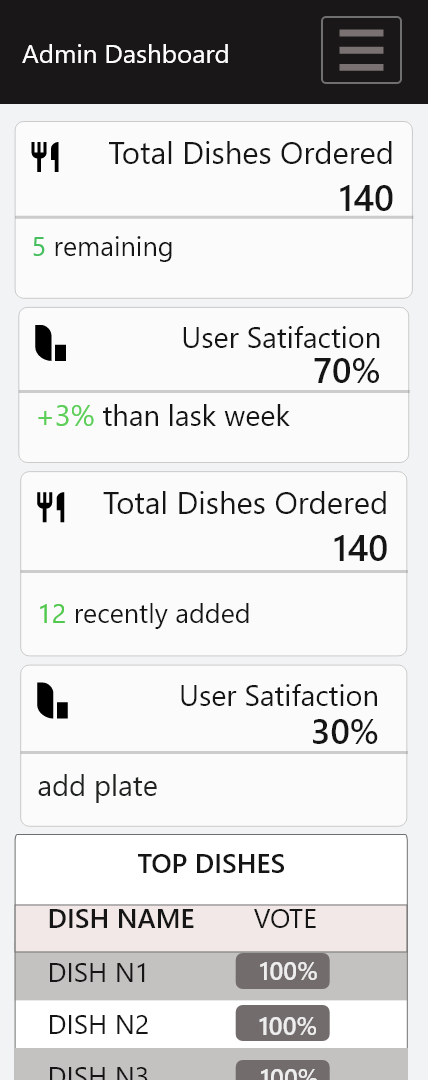 Admin Dashboard
Total Dishes Ordered
140
5 remaining
User Satifaction
70%
+3% than lask week
Total Dishes Ordered
140
12 recently added
User Satifaction
30%
add plate
TOP DISHES
DISH NAME VOTE
DISH N1 100%
DISH N2 100%
DISH N3 100%